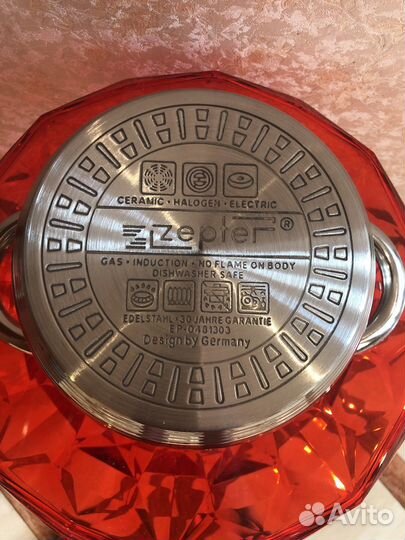 CERAMIC · HALOGEN · ELECTRIC
ZepteF®
GAS · INDUCTION · NO FLAME ON BODY
DISHWASHER SAFE
EDELSTAHL · 30 JAHRE GARANTIE
EP-0481303
Design by Germany
Avito